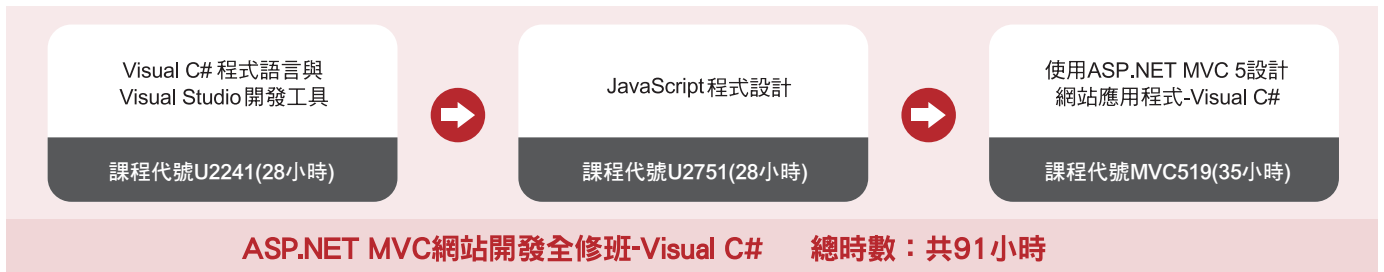 Visual C# 程式語言與
Visual Studio開發工具
課程代號U2241(28小時)
JavaScript程式設計
課程代號U2751(28小時)
使用ASP.NET MVC 5設計
網站應用程式-Visual C#
課程代號MVC519(35小時)
ASP.NET MVC網站開發全修班-Visual C# 總時數：共91小時